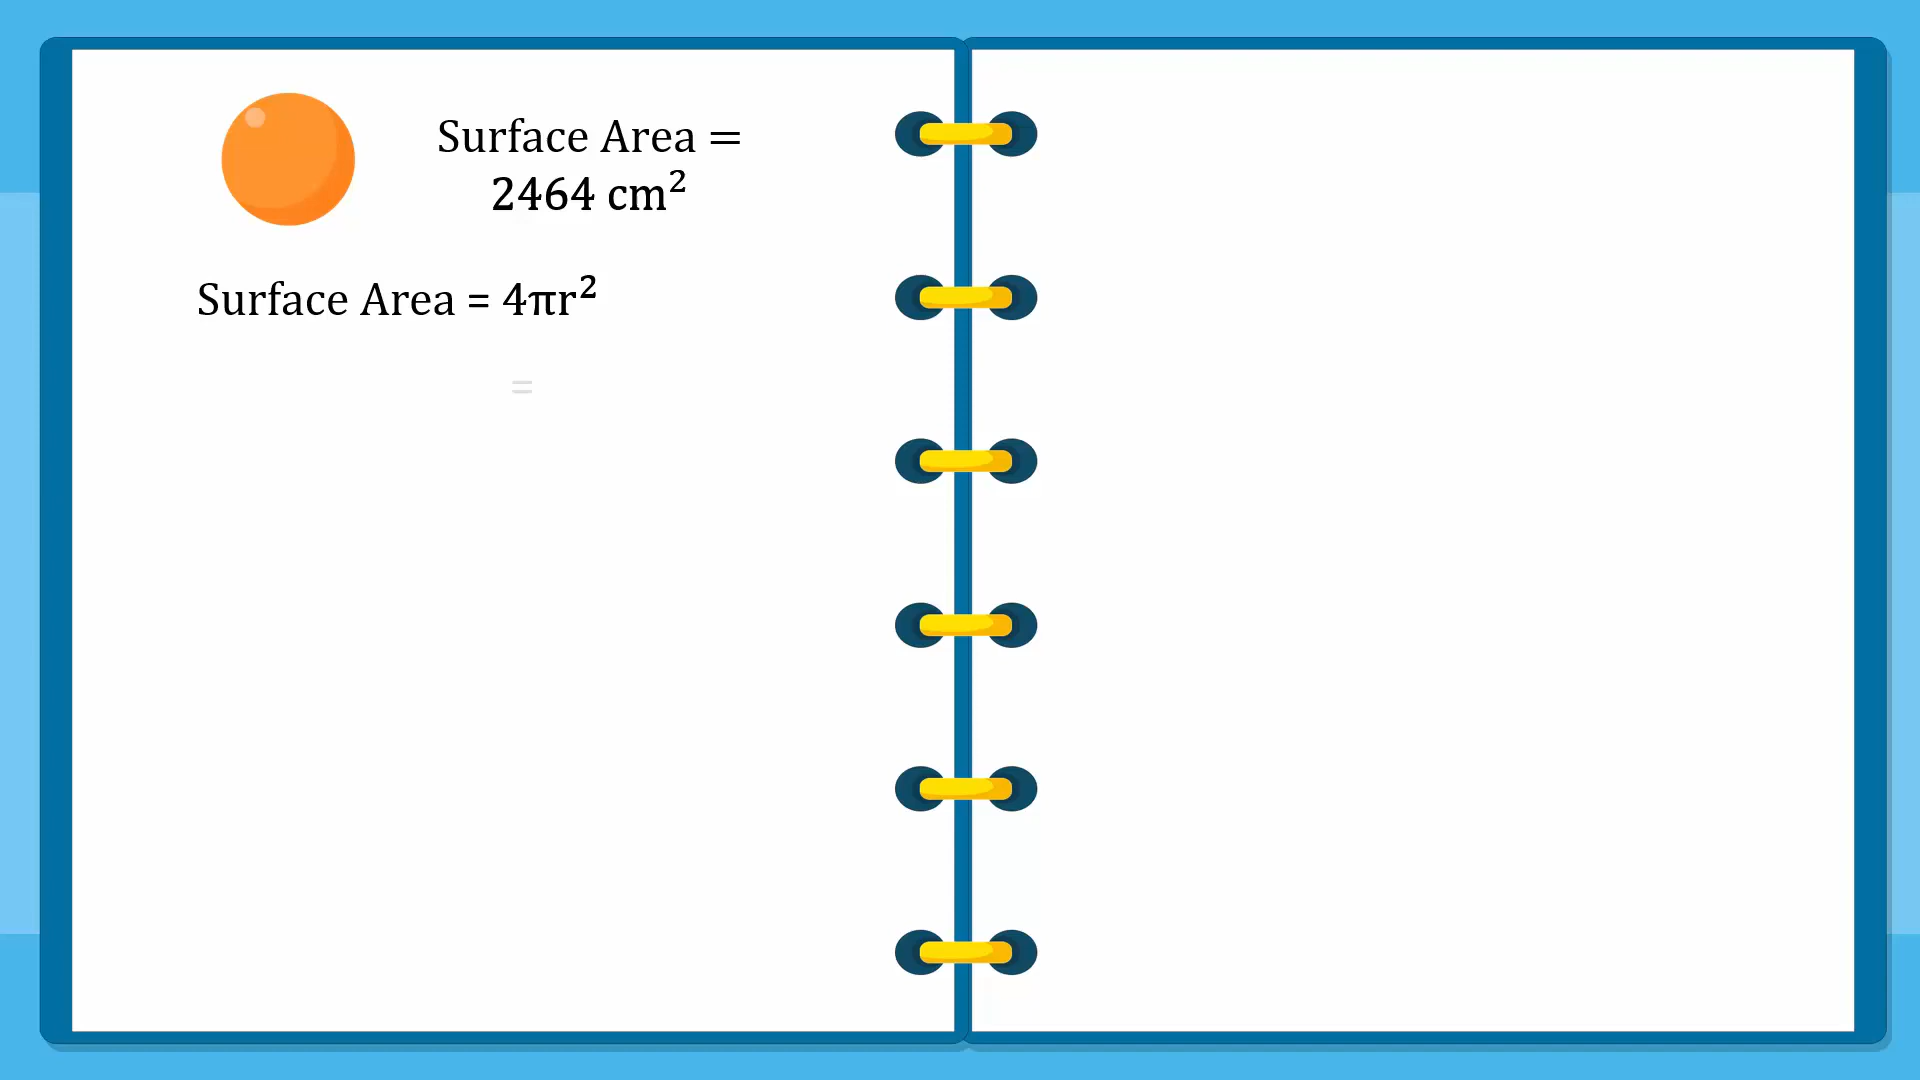 Surface Area =
2464 cm²
Surface Area = 4πr²
=